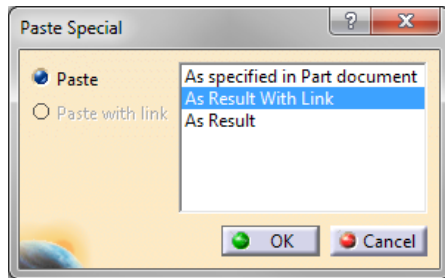 Paste Special
?
X
Paste
Paste with link
As specified in Part document
As Result With Link
As Result
OK
Cancel